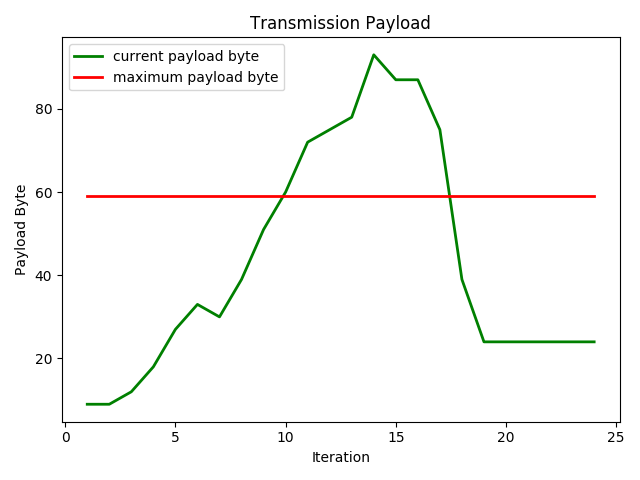 Transmission Payload
current payload byte
maximum payload byte
80
60
40
20
Payload Byte
0 5 10 15 20 25
Iteration